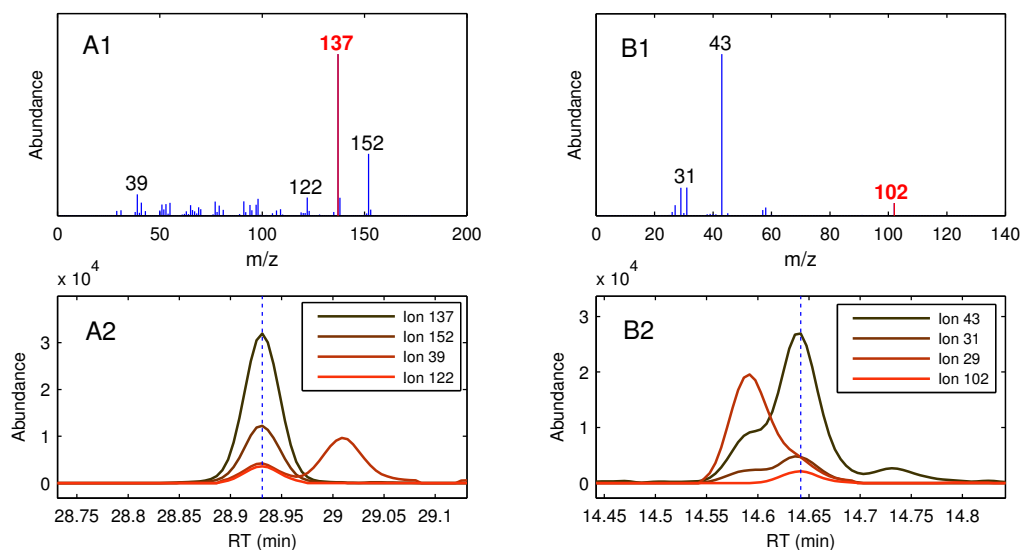 A1
137
152
39
122
Abundance
0 50 100 150 200
m/z
B1
43
31
102
Abundance
0 20 40 60 80 100 120 140
m/z
x 10^4
A2
Ion 137
Ion 152
Ion 39
Ion 122
3
2
1
0
Abundance
28.75 28.8 28.85 28.9 28.95 29 29.05 29.1
RT (min)
x 10^4
B2
Ion 43
Ion 31
Ion 29
Ion 102
3
2
1
0
Abundance
14.45 14.5 14.55 14.6 14.65 14.7 14.75 14.8
RT (min)